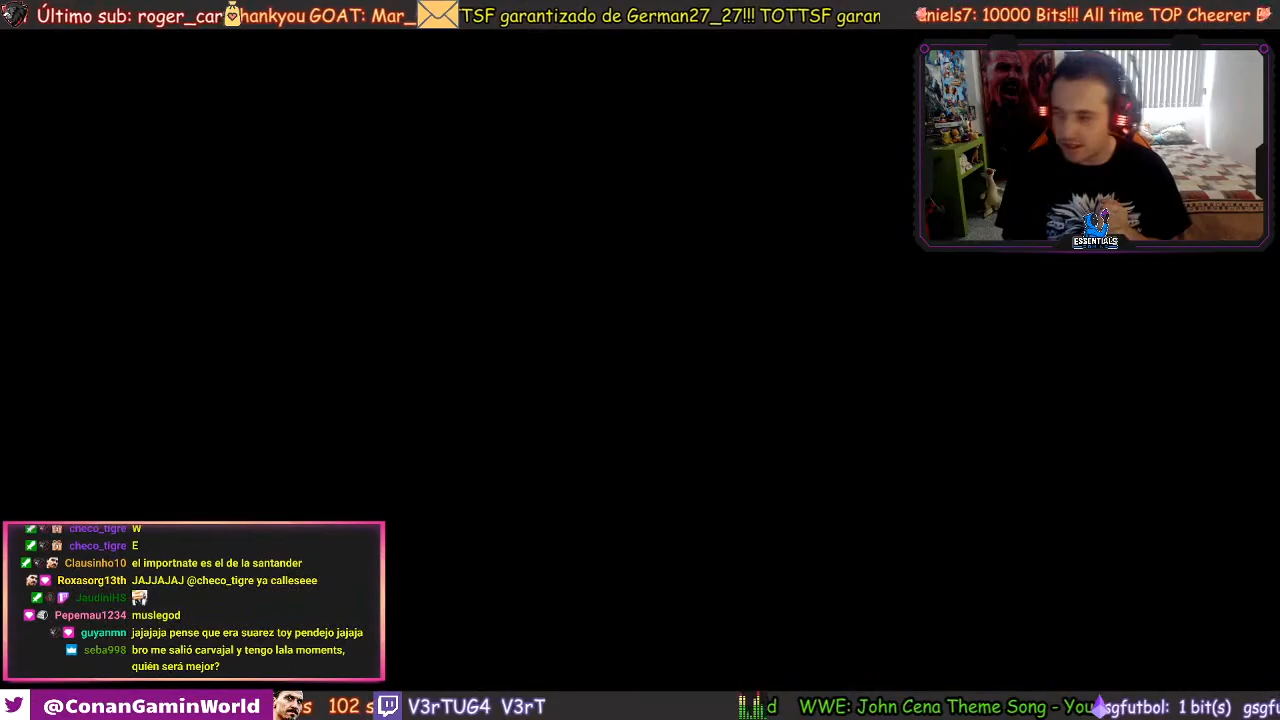 Último sub: roger_car
hankyou GOAT: Mar_
TSF garantizado de German27_27!!! TOTTSF garan
niels7: 10000 Bits!!! All time TOP Cheerer
ESSENTIALS
checo_tigre W
checo_tigre E
Clausinho10 el importnate es el de la santander
Roxasorg13th JAJJAJAJ @checo_tigre ya calleseee
JaudiniHS
Pepemau1234 muslegod
guyanmn jajajaja pense que era suarez toy pendejo jajaja
seba998 bro me salió carvajal y tengo lala moments,
quién será mejor?
@ConanGaminWorld
s 102 s
V3rTUG4 V3rT
d WWE: John Cena Theme Song - You
sgfutbol: 1 bit(s) gsgfu